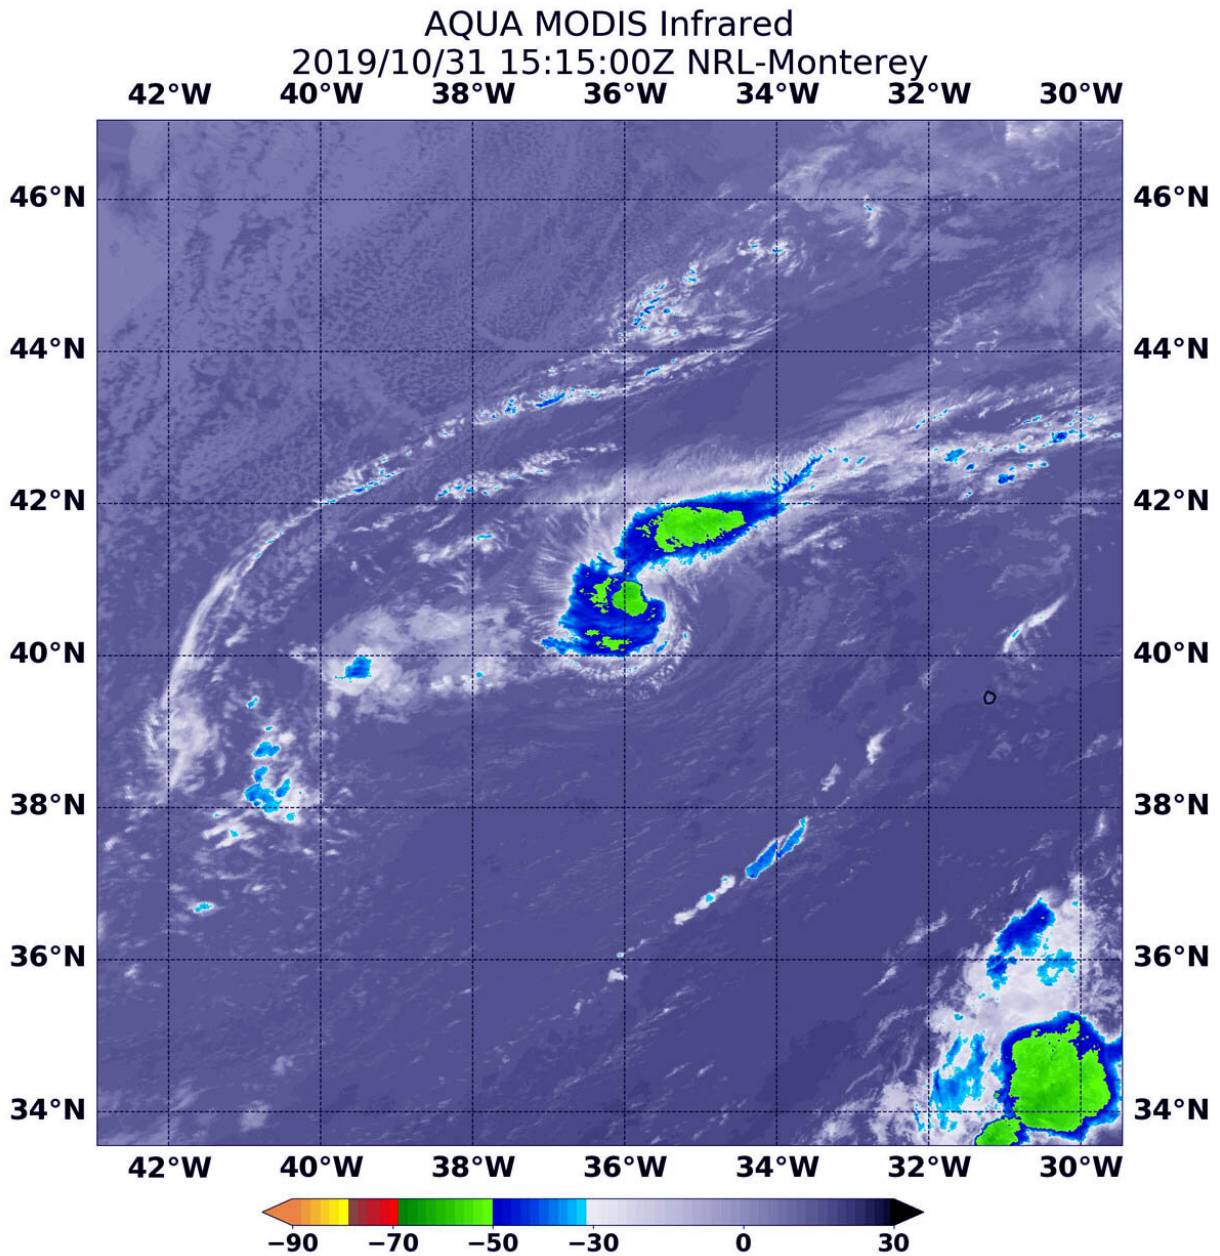 AQUA MODIS Infrared
2019/10/31 15:15:00Z NRL-Monterey
42°W 40°W 38°W 36°W 34°W 32°W 30°W
46°N 46°N
44°N 44°N
42°N 42°N
40°N 40°N
38°N 38°N
36°N 36°N
34°N 34°N
42°W 40°W 38°W 36°W 34°W 32°W 30°W
−90 −70 −50 −30 0 30